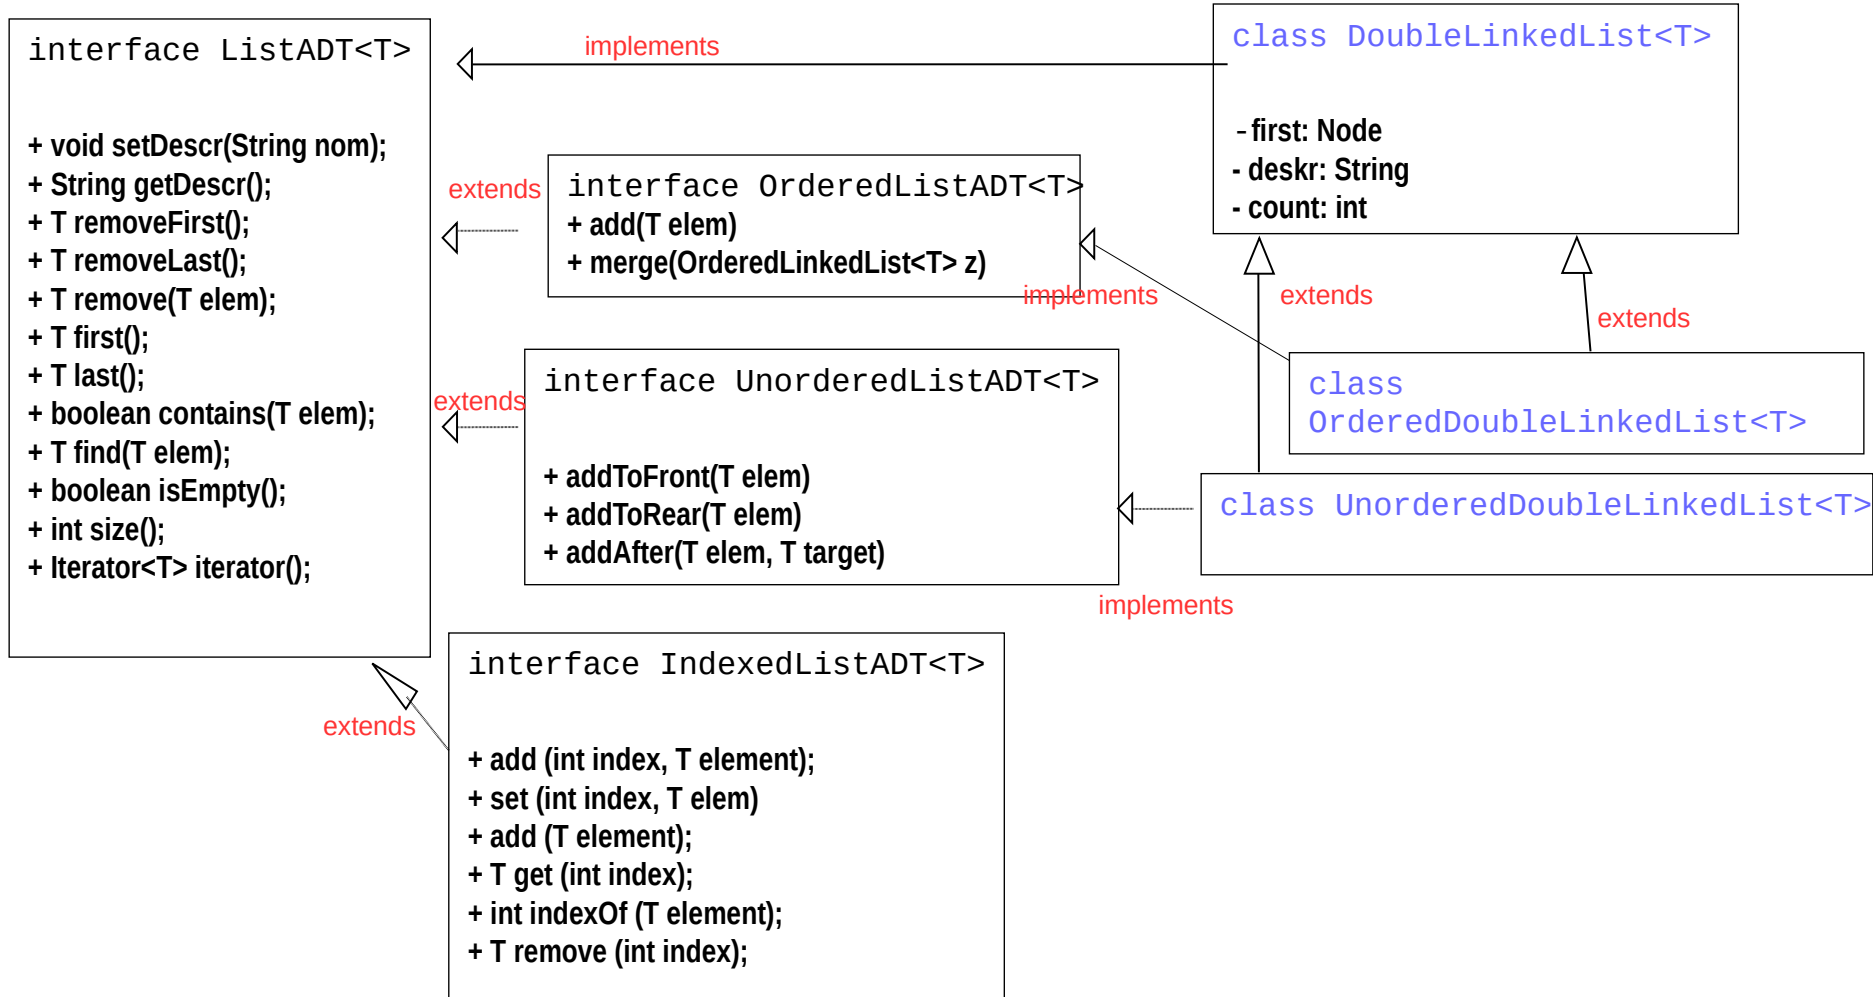 interface ListADT<T>
+ void setDescr(String nom);
+ String getDescr();
+ T removeFirst();
+ T removeLast();
+ T remove(T elem);
+ T first();
+ T last();
+ boolean contains(T elem);
+ T find(T elem);
+ boolean isEmpty();
+ int size();
+ Iterator<T> iterator();
implements
class DoubleLinkedList<T>
- first: Node
- deskr: String
- count: int
extends
interface OrderedListADT<T>
+ add(T elem)
+ merge(OrderedLinkedList<T> z)
implements
extends
extends
class
OrderedDoubleLinkedList<T>
extends
interface UnorderedListADT<T>
+ addToFront(T elem)
+ addToRear(T elem)
+ addAfter(T elem, T target)
class UnorderedDoubleLinkedList<T>
implements
extends
interface IndexedListADT<T>
+ add (int index, T element);
+ set (int index, T elem)
+ add (T element);
+ T get (int index);
+ int indexOf (T element);
+ T remove (int index);